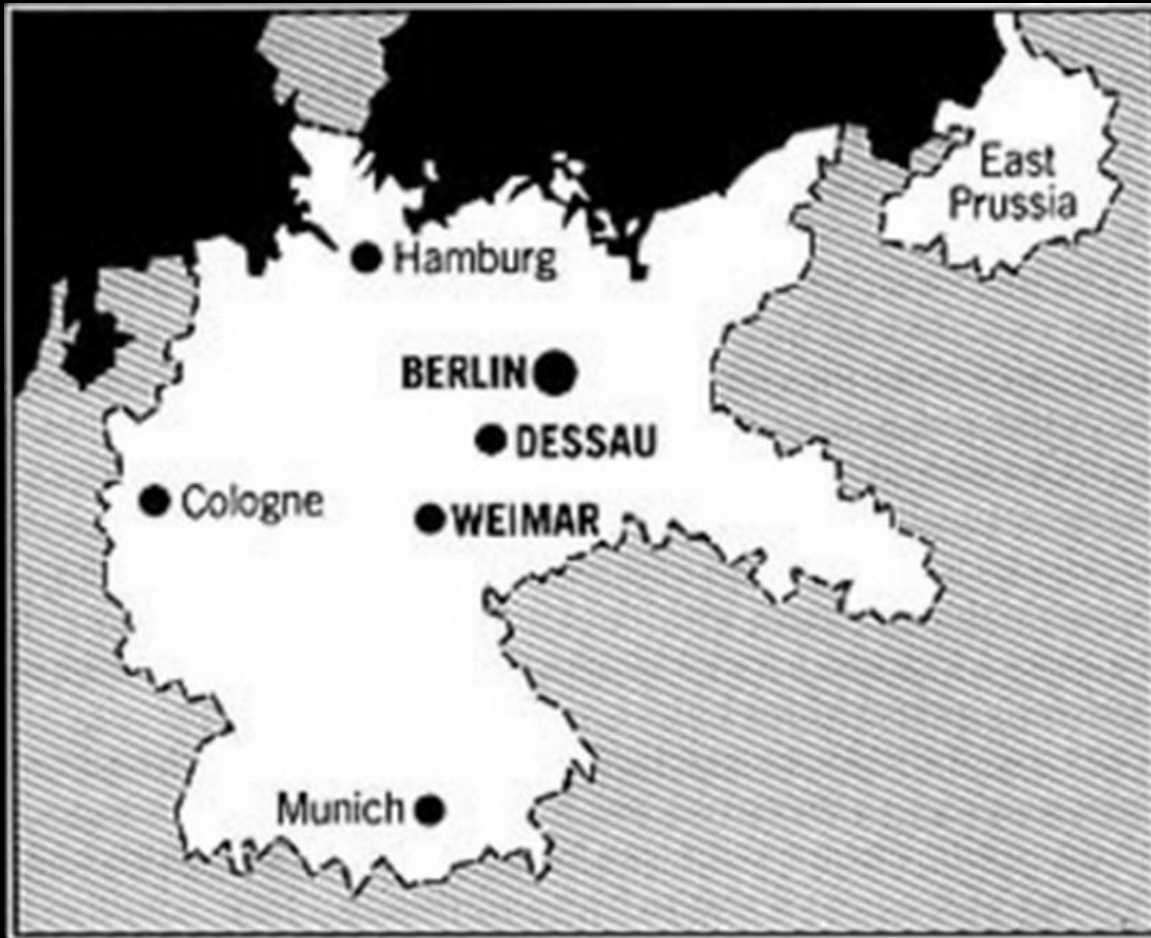 East
Prussia
Hamburg
BERLIN
DESSAU
Cologne
WEIMAR
Munich